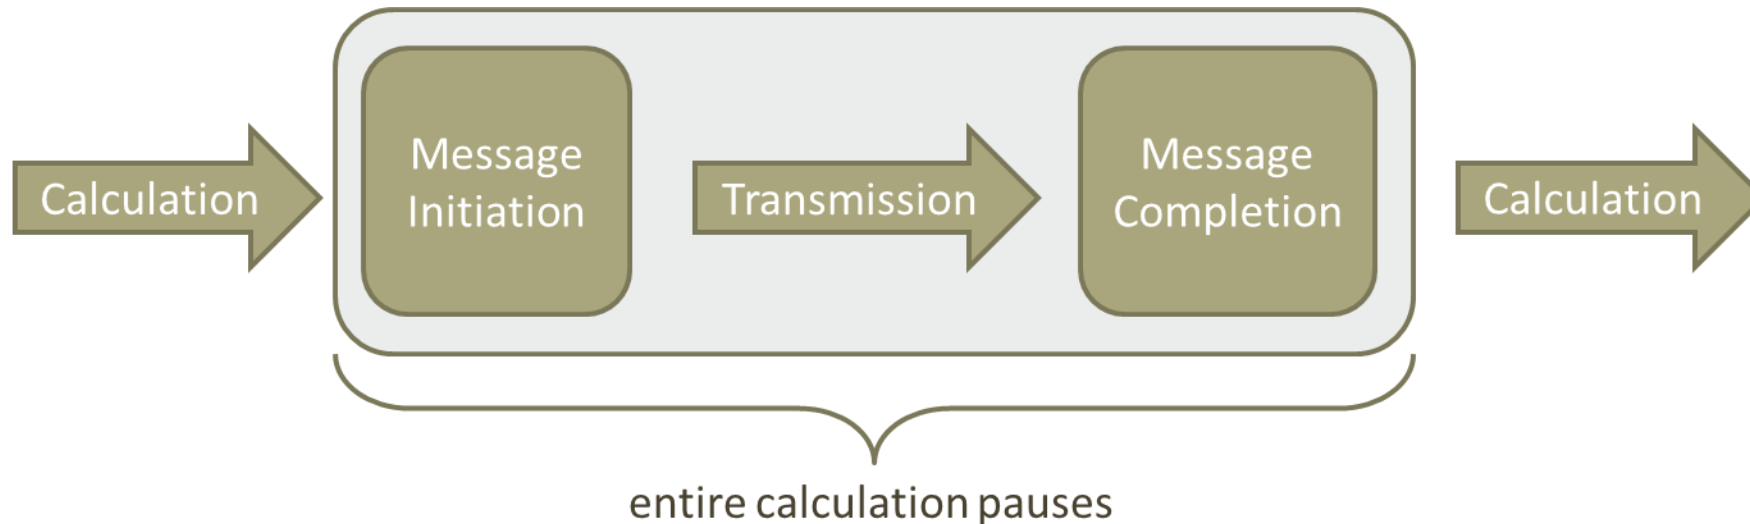 Calculation
Message
Initiation
Transmission
Message
Completion
Calculation
entire calculation pauses